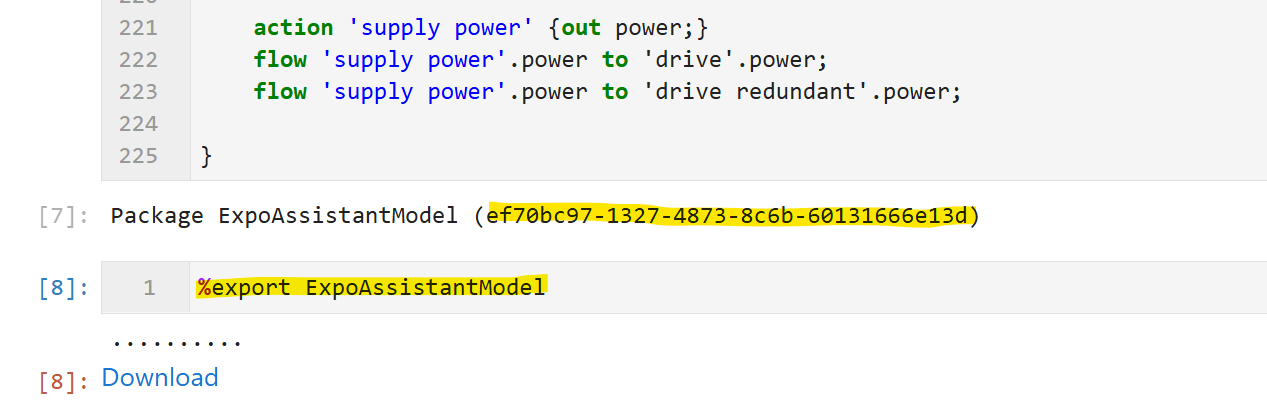 221 action 'supply power' {out power;}
222 flow 'supply power'.power to 'drive'.power;
223 flow 'supply power'.power to 'drive redundant'.power;
224
225 }
[7]: Package ExpoAssistantModel (ef70bc97-1327-4873-8c6b-60131666e13d)
[8]: 1 %export ExpoAssistantModel
..........
[8]: Download